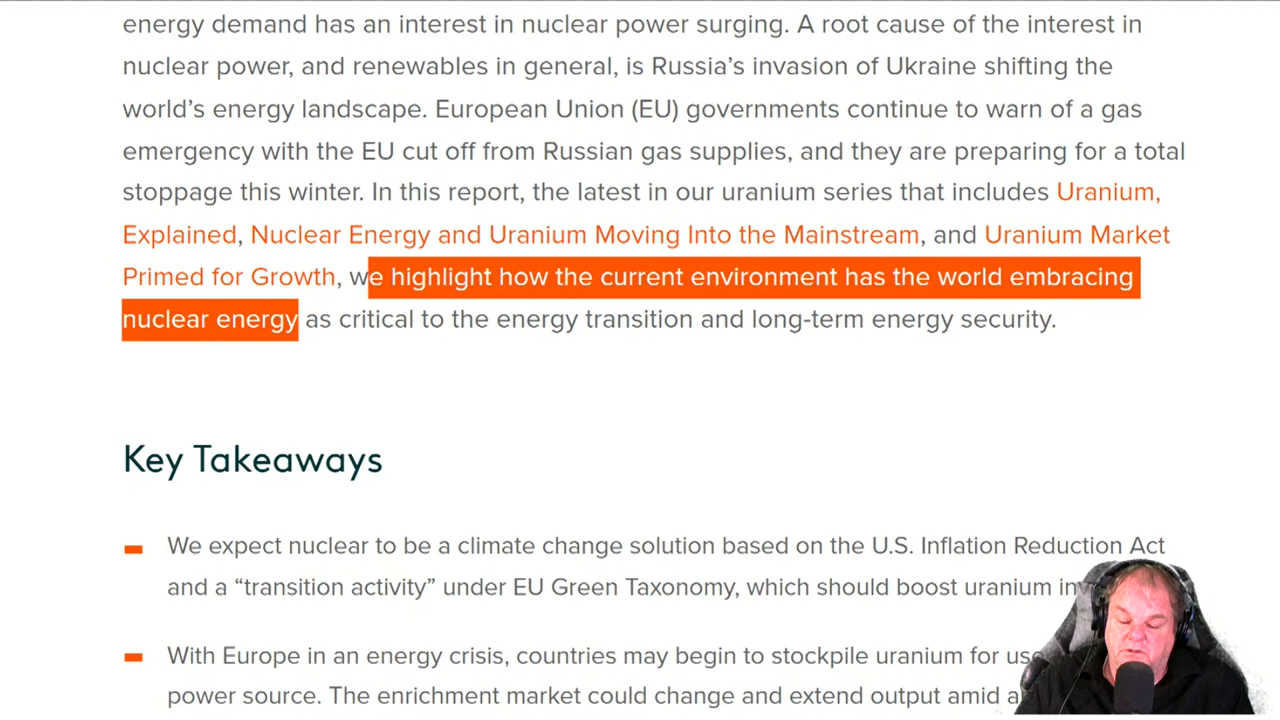 energy demand has an interest in nuclear power surging. A root cause of the interest in
nuclear power, and renewables in general, is Russia’s invasion of Ukraine shifting the
world’s energy landscape. European Union (EU) governments continue to warn of a gas
emergency with the EU cut off from Russian gas supplies, and they are preparing for a total
stoppage this winter. In this report, the latest in our uranium series that includes Uranium,
Explained, Nuclear Energy and Uranium Moving Into the Mainstream, and Uranium Market
Primed for Growth, we highlight how the current environment has the world embracing
nuclear energy as critical to the energy transition and long-term energy security.
Key Takeaways
We expect nuclear to be a climate change solution based on the U.S. Inflation Reduction Act
and a “transition activity” under EU Green Taxonomy, which should boost uranium
With Europe in an energy crisis, countries may begin to stockpile uranium for
power source. The enrichment market could change and extend output amid